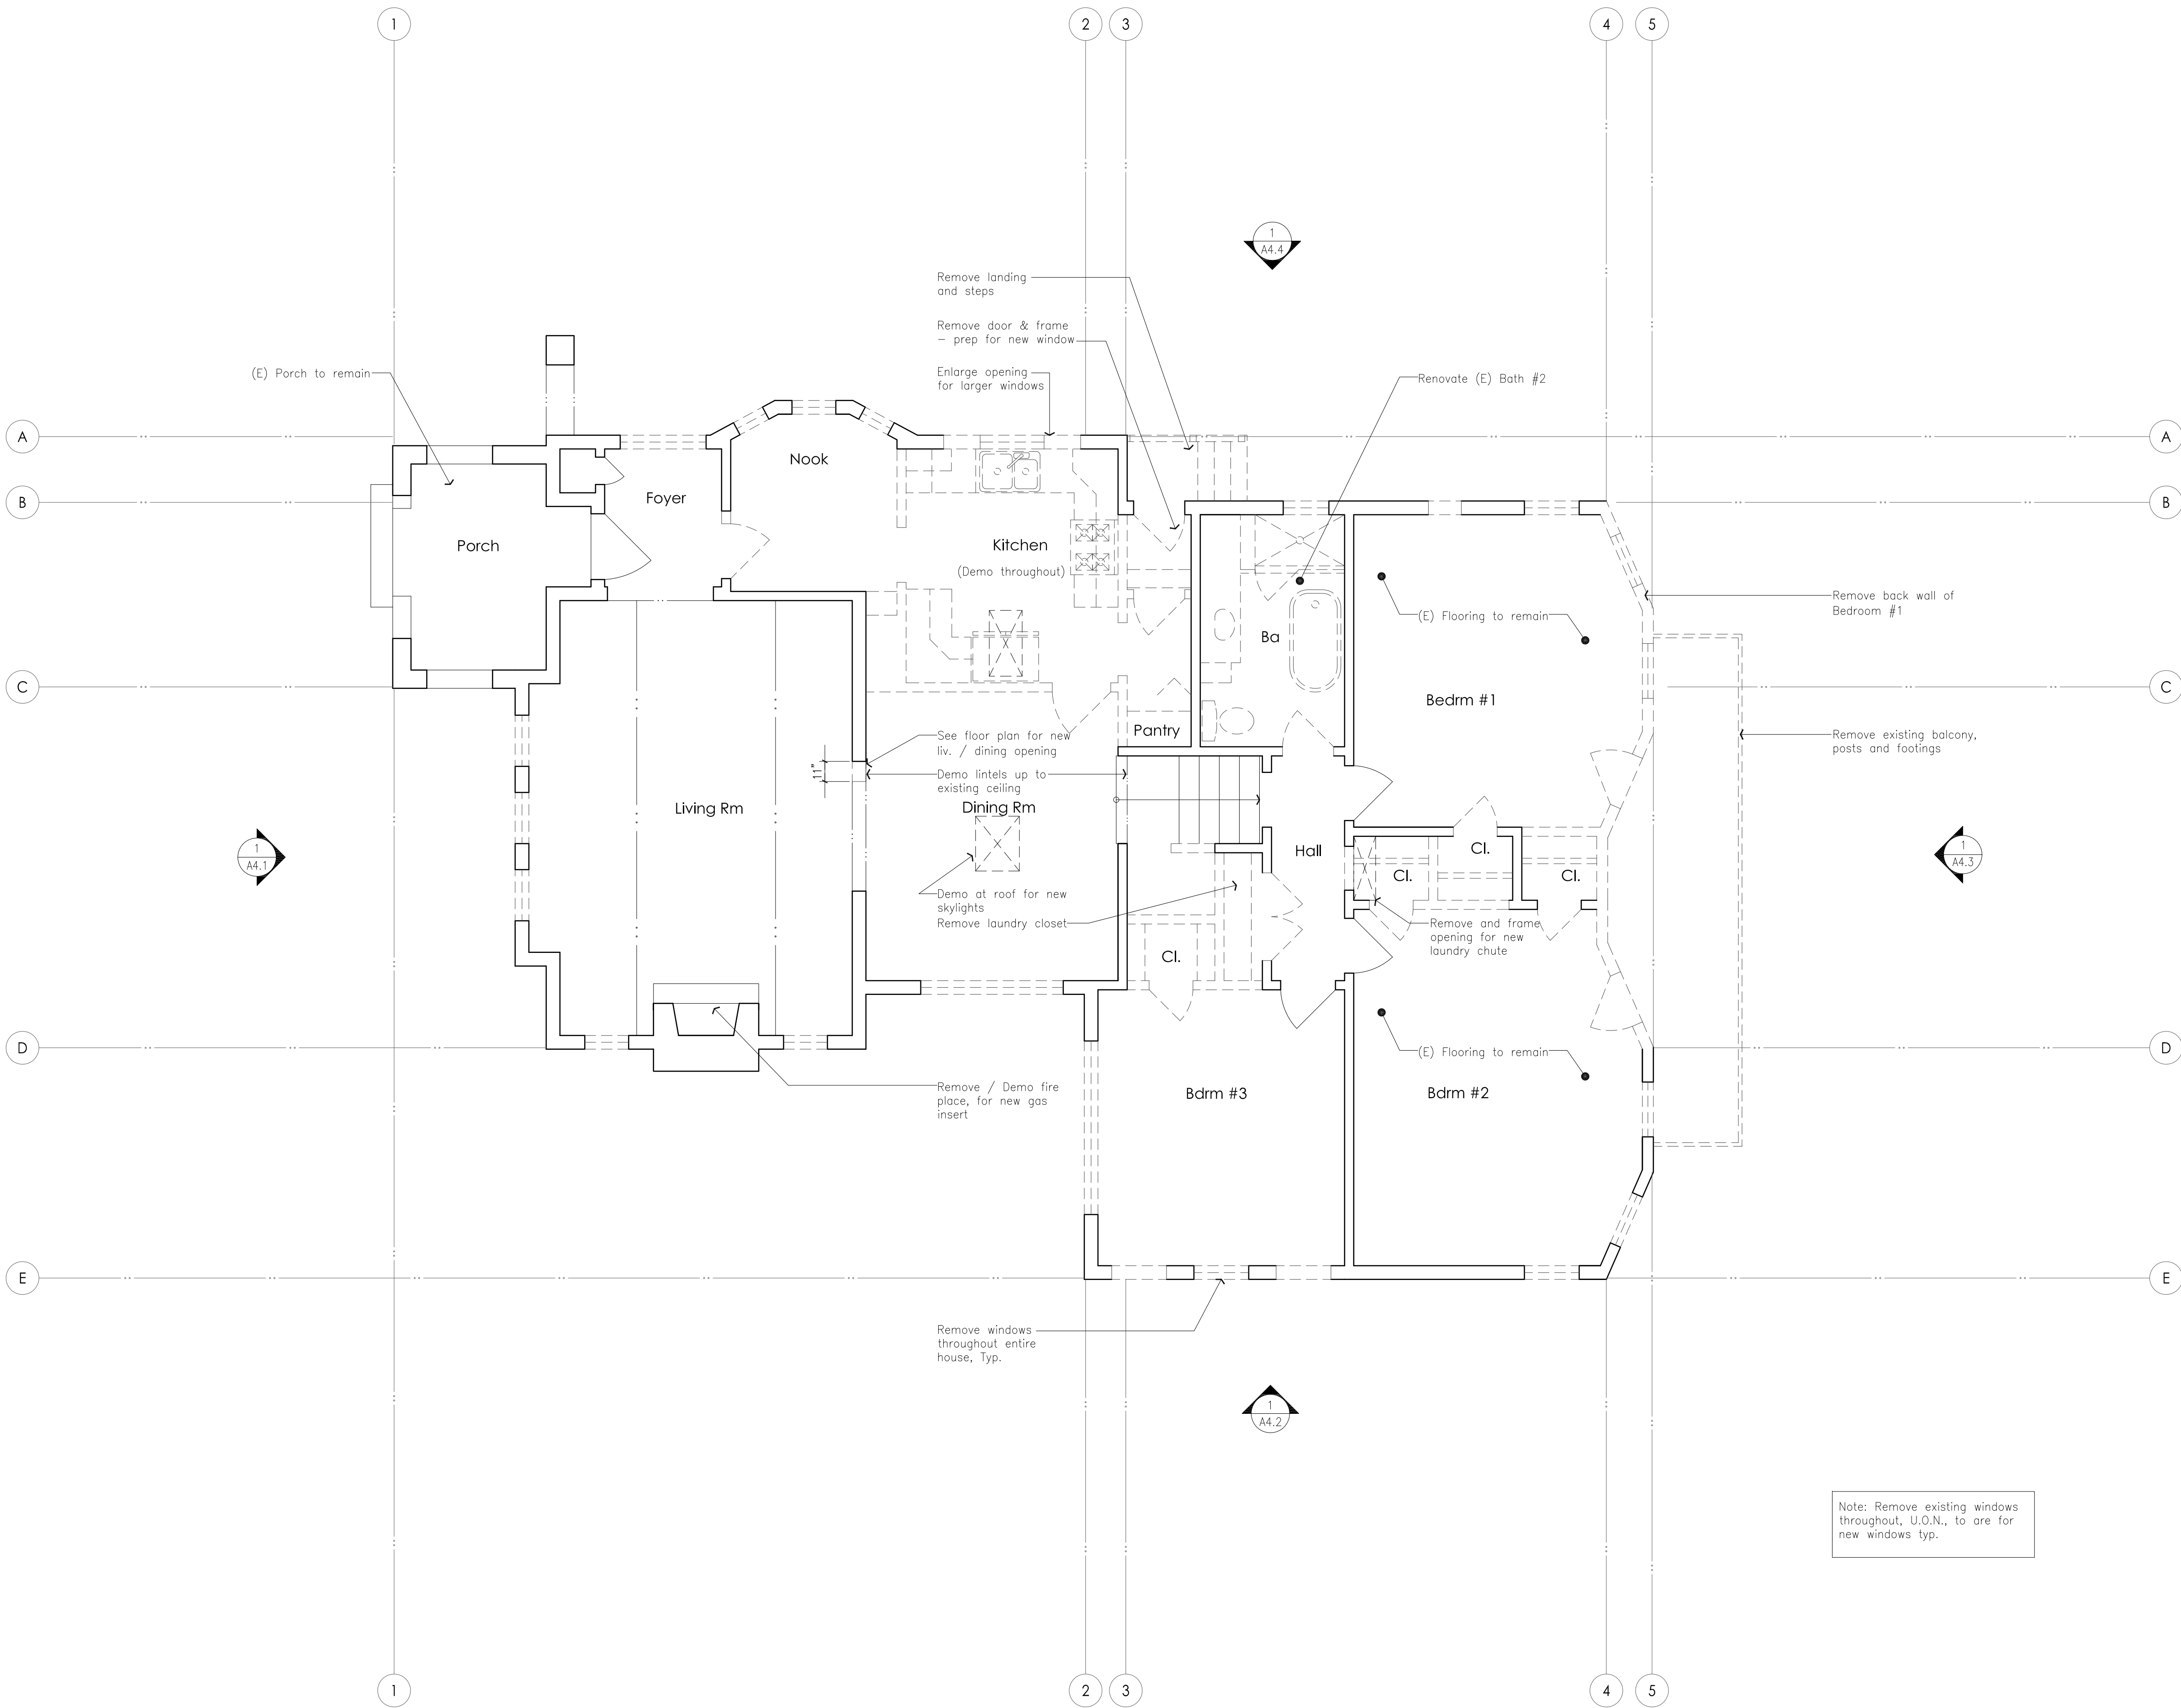 1
2
3
4
5
1
A4.4
Remove landing
and steps
Remove door & frame
– prep for new window
Enlarge opening
for larger windows
(E) Porch to remain
Renovate (E) Bath #2
A
A
Nook
Foyer
B
B
Porch
Kitchen
(Demo throughout)
Remove back wall of
Bedroom #1
(E) Flooring to remain
Ba
C
C
Bedrm #1
Pantry
See floor plan for new
liv. / dining opening
Remove existing balcony,
posts and footings
11"
Demo lintels up to
existing ceiling
Living Rm
Dining Rm
1
A4.1
Hall
Cl.
Cl.
Cl.
1
A4.3
Demo at roof for new
skylights
Remove laundry closet
Remove and frame
opening for new
laundry chute
Cl.
D
D
(E) Flooring to remain
Remove / Demo fire
place, for new gas
insert
Bdrm #3
Bdrm #2
E
E
Remove windows
throughout entire
house, Typ.
1
A4.2
Note: Remove existing windows
throughout, U.O.N., to are for
new windows typ.
1
2
3
4
5